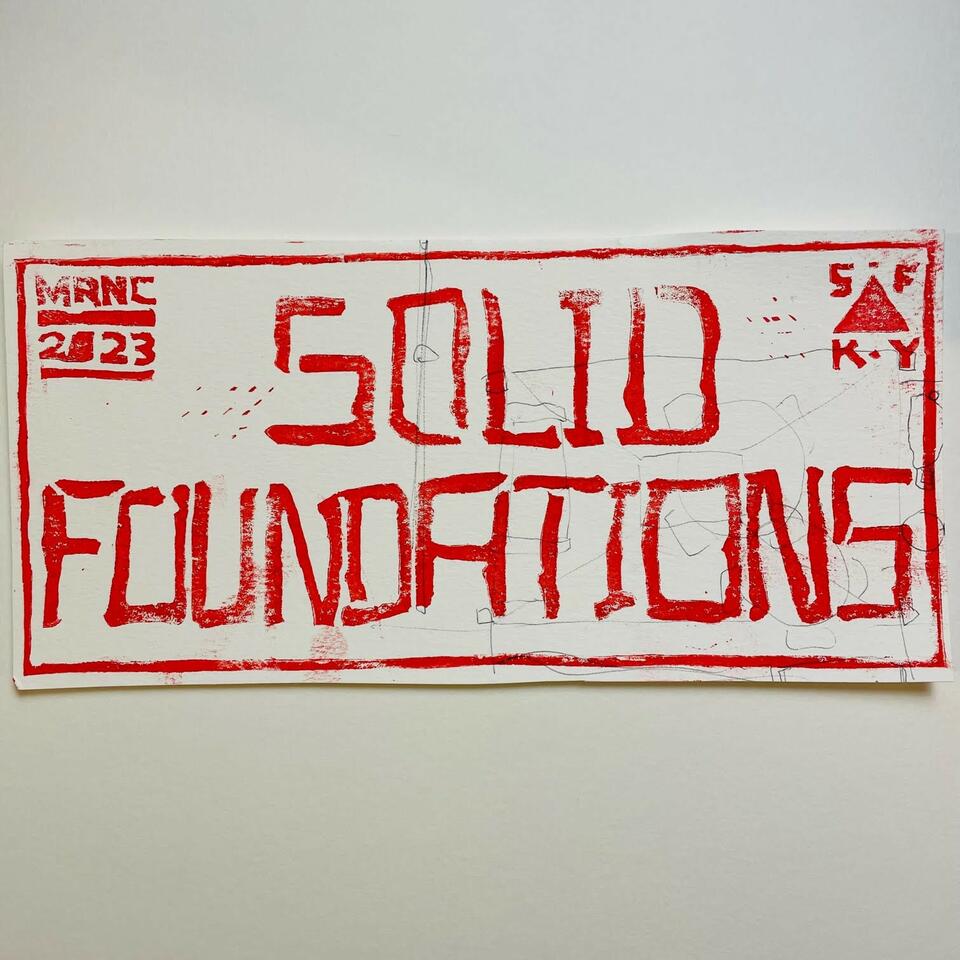 MRNC
2023
S·F
K·Y
SOLID
FOUNDATIONS